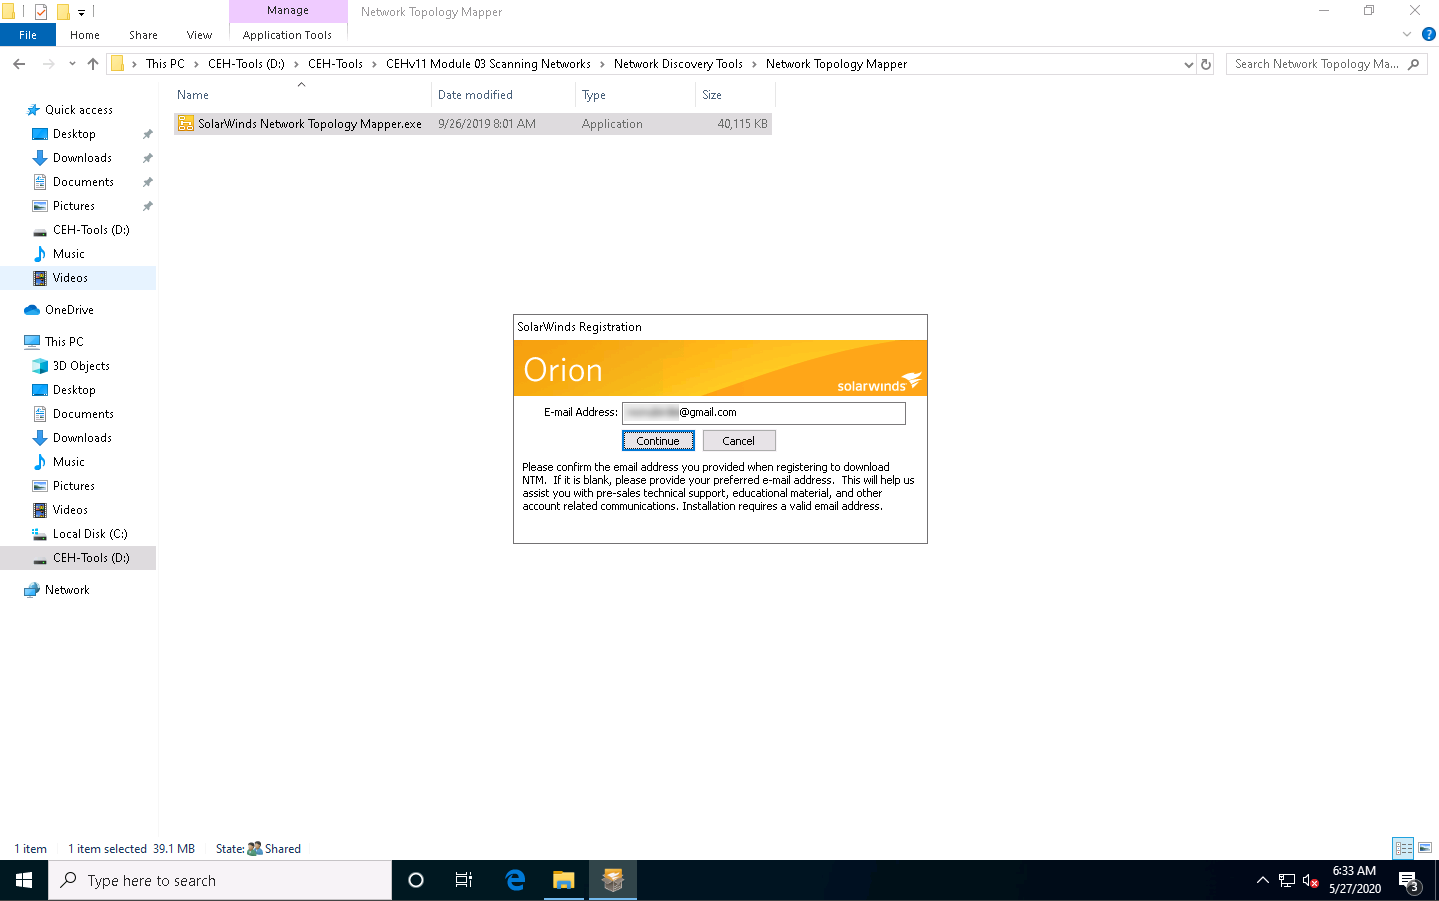 Manage
Network Topology Mapper
File
Home
Share
View
Application Tools
This PC > CEH-Tools (D:) > CEH-Tools > CEHv11 Module 03 Scanning Networks > Network Discovery Tools > Network Topology Mapper
Search Network Topology Ma...
Name
Date modified
Type
Size
SolarWinds Network Topology Mapper.exe
9/26/2019 8:01 AM
Application
40,115 KB
Quick access
Desktop
Downloads
Documents
Pictures
CEH-Tools (D:)
Music
Videos
OneDrive
This PC
3D Objects
Desktop
Documents
Downloads
Music
Pictures
Videos
Local Disk (C:)
CEH-Tools (D:)
Network
SolarWinds Registration
Orion
solarwinds
E-mail Address:
@gmail.com
Continue
Cancel
Please confirm the email address you provided when registering to download
NTM. If it is blank, please provide your preferred e-mail address. This will help us
assist you with pre-sales technical support, educational material, and other
account related communications. Installation requires a valid email address.
1 item
1 item selected 39.1 MB
State: Shared
Type here to search
6:33 AM
5/27/2020
3